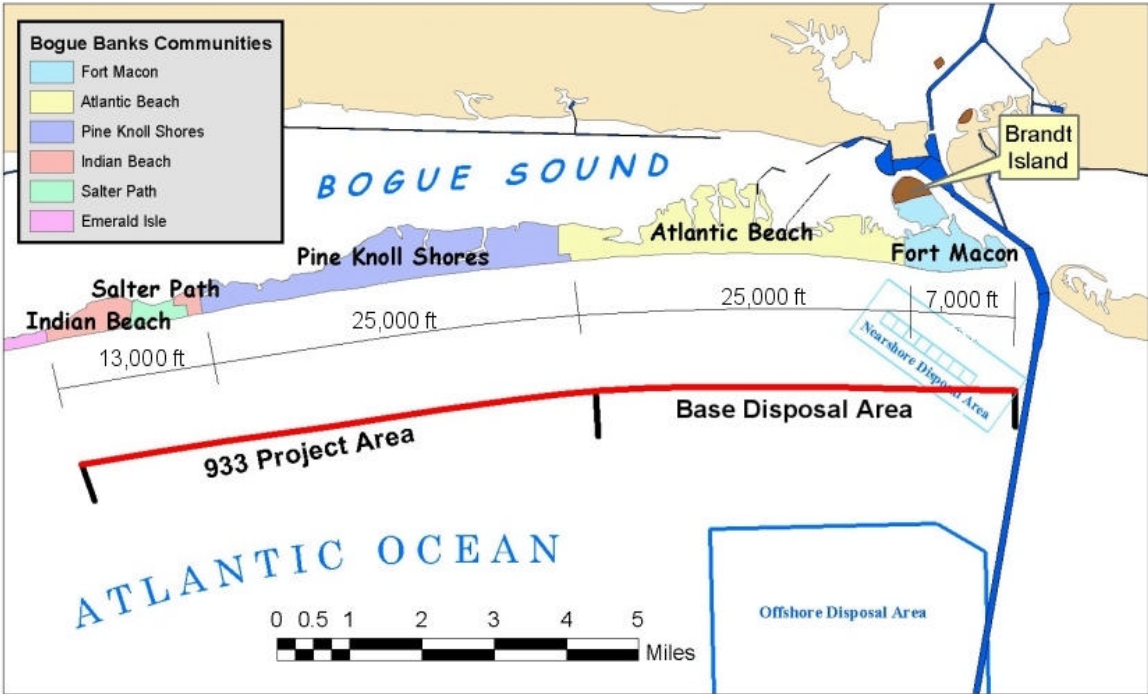 Bogue Banks Communities
Fort Macon
Atlantic Beach
Pine Knoll Shores
Indian Beach
Salter Path
Emerald Isle
Brandt
Island
BOGUE SOUND
Atlantic Beach
Pine Knoll Shores
Fort Macon
Salter Path
Indian Beach
25,000 ft
7,000 ft
25,000 ft
13,000 ft
Nearshore Disposal Area
Base Disposal Area
933 Project Area
ATLANTIC OCEAN
Offshore Disposal Area
0 0.5 1 2 3 4 5
Miles